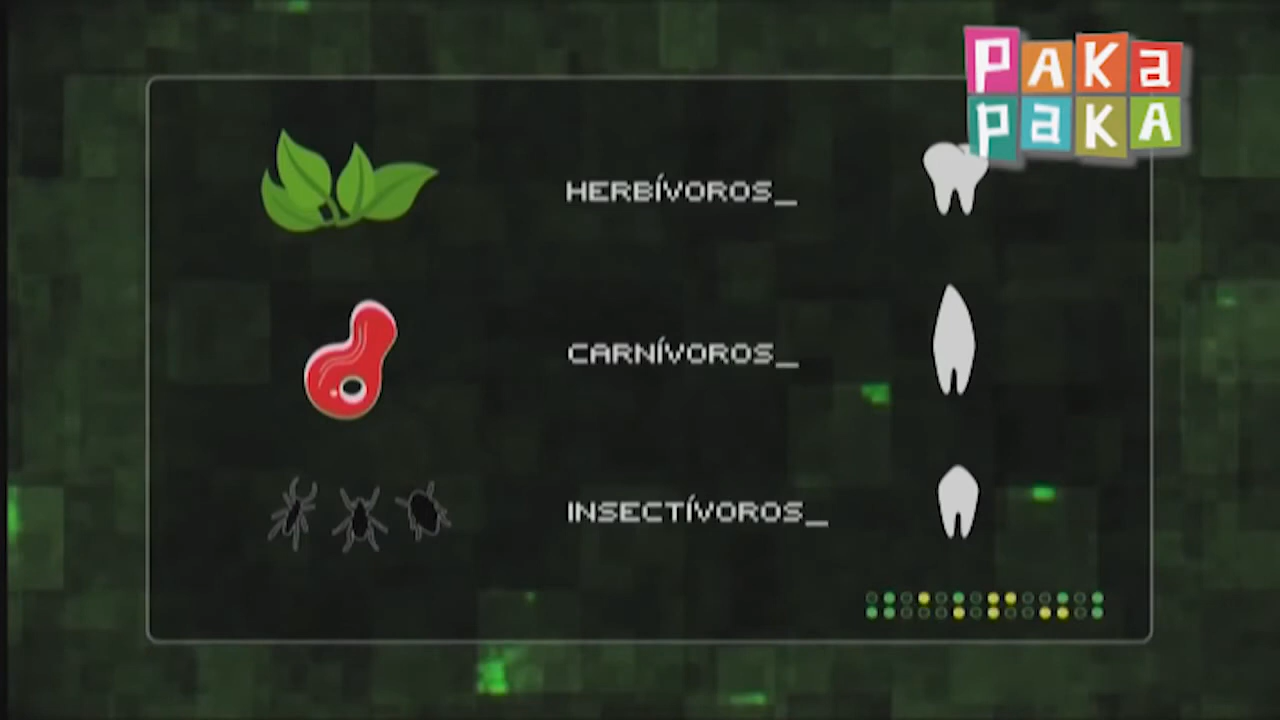 PAKa
PaKA
HERBÍVOROS_
CARNÍVOROS_
INSECTÍVOROS_